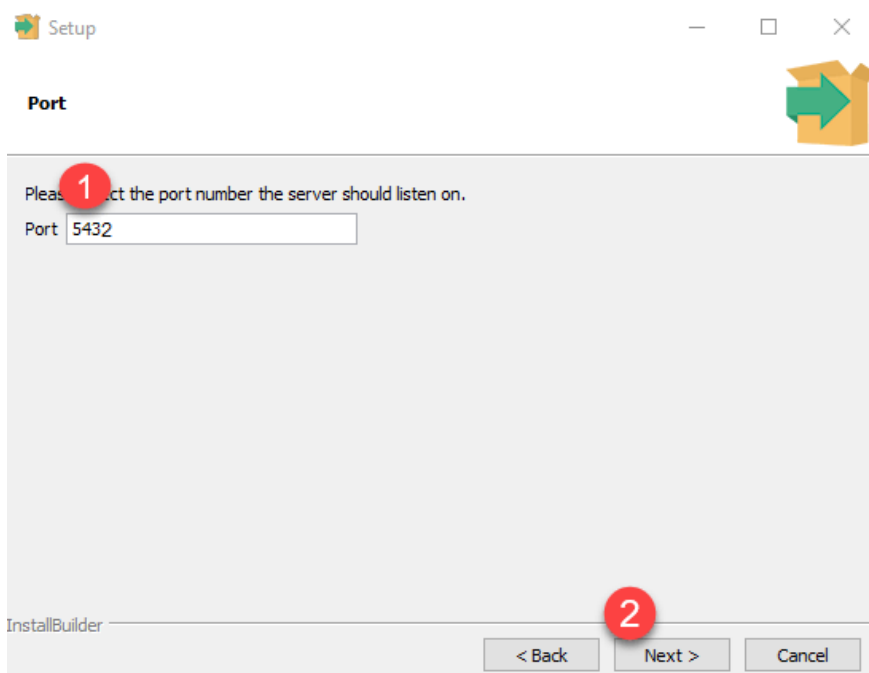 Setup
Port
1
Pleas ct the port number the server should listen on.
Port 5432
InstallBuilder
2
< Back Next > Cancel